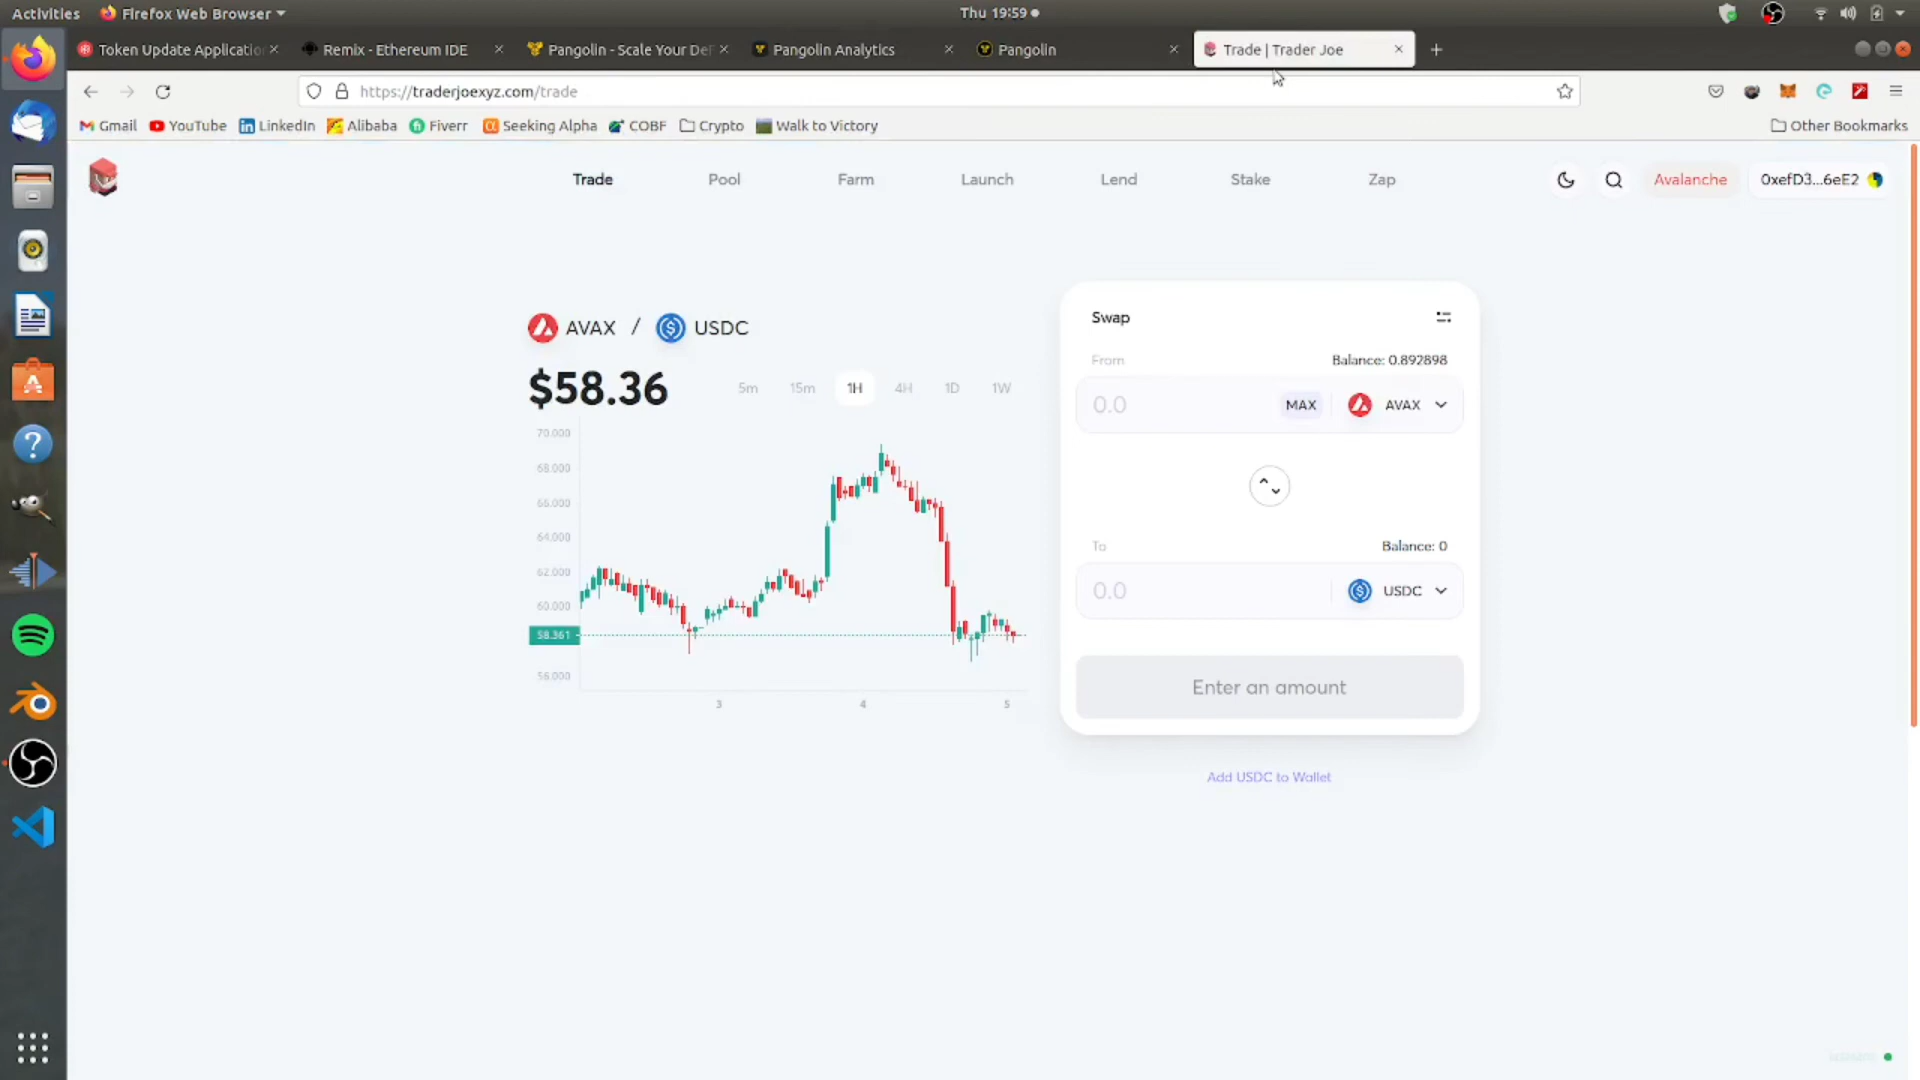 Activities Firefox Web Browser Thu 19:59
Token Update Applicatio Remix - Ethereum IDE Pangolin - Scale Your De Pangolin Analytics Pangolin Trade | Trader Joe
https://traderjoexyz.com/trade
Gmail YouTube LinkedIn Alibaba Fiverr Seeking Alpha COBF Crypto Walk to Victory Other Bookmarks
Trade Pool Farm Launch Lend Stake Zap Avalanche 0xefD3...6eE2
AVAX / USDC
$58.36 5m 15m 1H 4H 1D 1W
70.000
68.000
66.000
64.000
62.000
60.000
58.361
56.000
3 4 5
Swap
From Balance: 0.892898
0.0 MAX AVAX
To Balance: 0
0.0 USDC
Enter an amount
Add USDC to Wallet